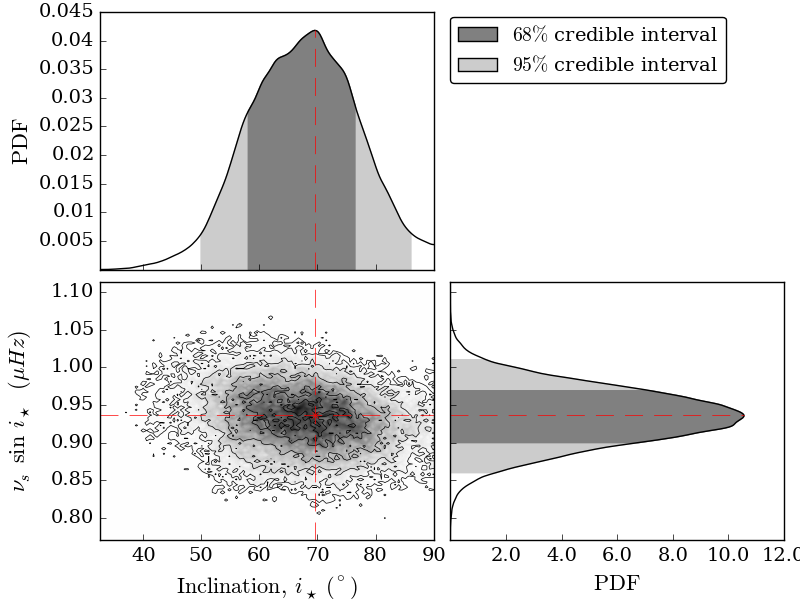 0.045
0.04
0.035
0.03
0.025
0.02
0.015
0.01
0.005
PDF
68% credible interval
95% credible interval
1.10
1.05
1.00
0.95
0.90
0.85
0.80
ν_s sin i_⋆ (μHz)
40 50 60 70 80 90
Inclination, i_⋆ (°)
2.0 4.0 6.0 8.0 10.0 12.0
PDF